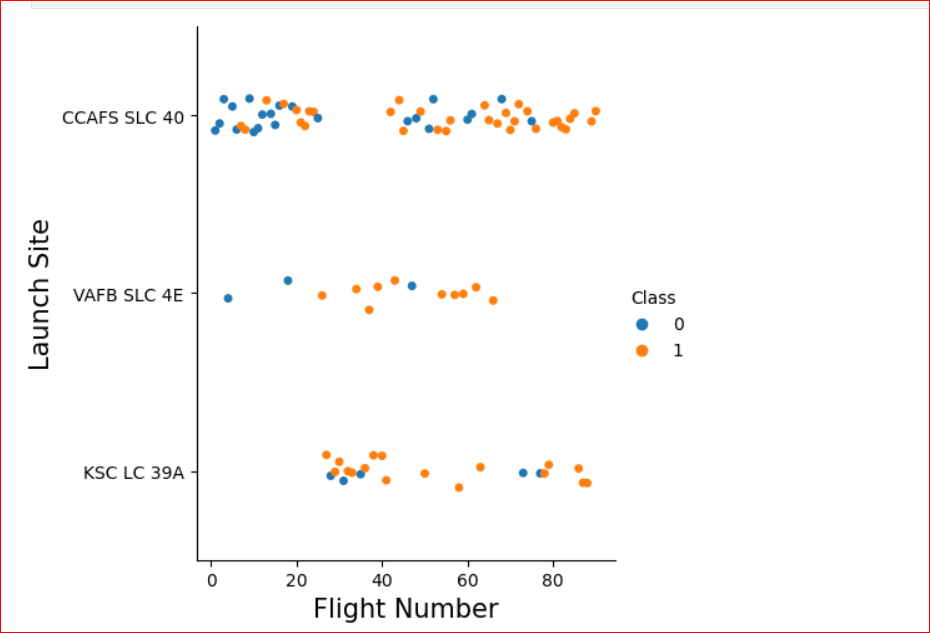 CCAFS SLC 40
VAFB SLC 4E
KSC LC 39A
Launch Site
0 20 40 60 80
Flight Number
Class
0
1